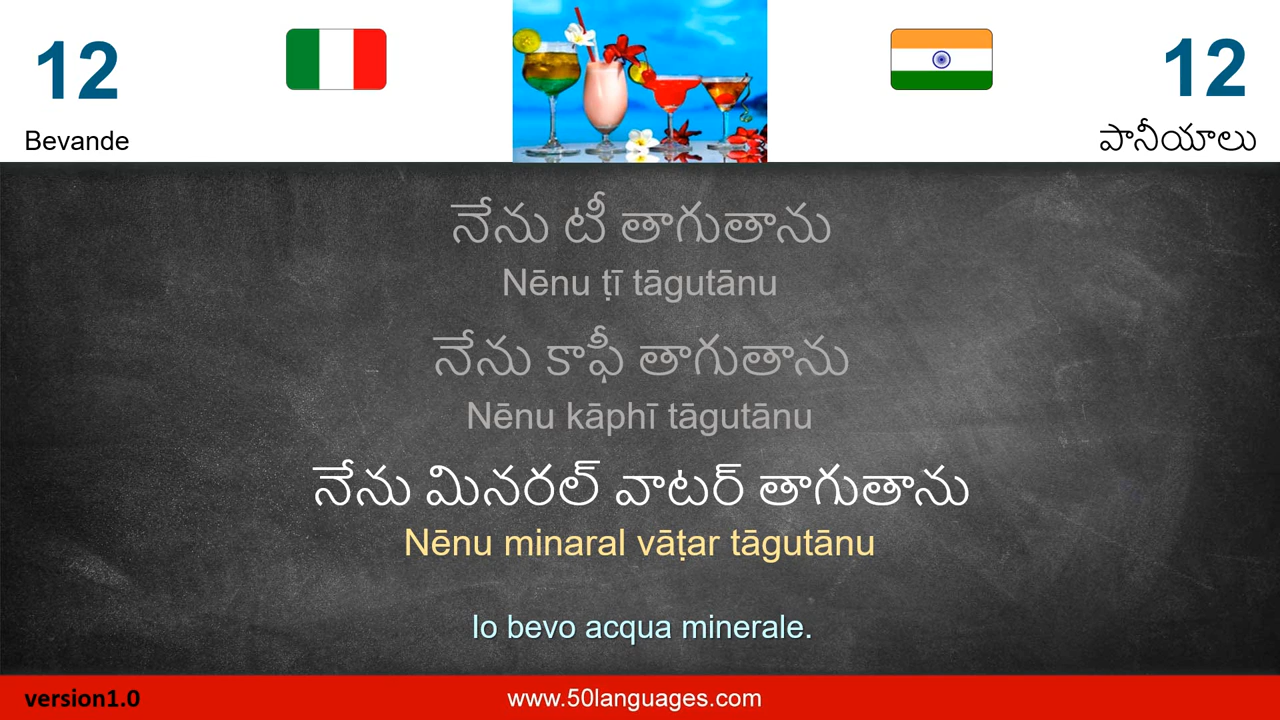 12
12
Bevande
పానీయాలు
నేను టీ తాగుతాను
Nēnu ṭī tāgutānu
నేను కాఫీ తాగుతాను
Nēnu kāphī tāgutānu
నేను మినరల్ వాటర్ తాగుతాను
Nēnu minaral vāṭar tāgutānu
Io bevo acqua minerale.
version1.0
www.50languages.com